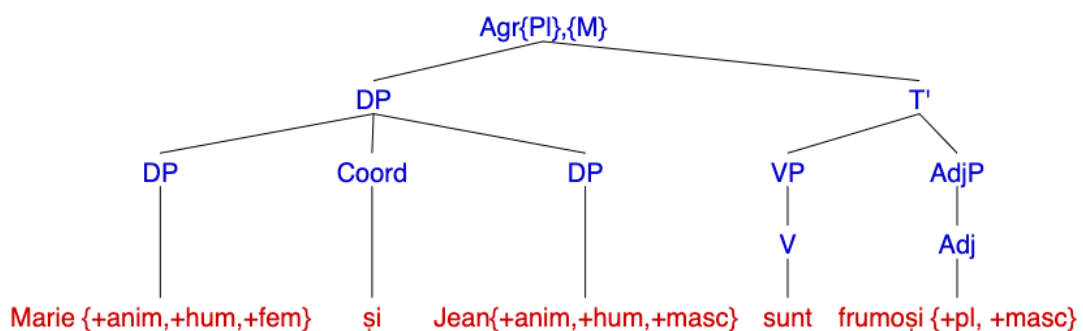 Agr{Pl},{M}
DP T'
DP Coord DP VP AdjP
V Adj
Marie {+anim,+hum,+fem} și Jean{+anim,+hum,+masc} sunt frumoși {+pl, +masc}